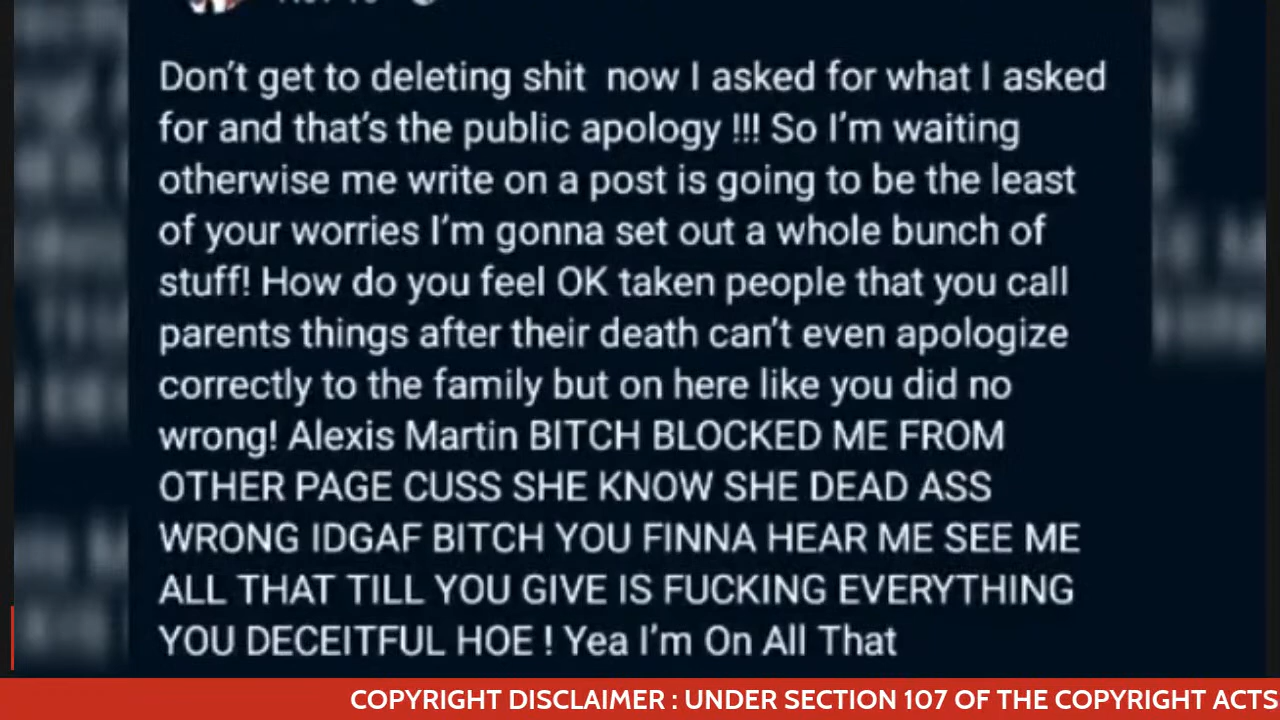 Don't get to deleting shit now I asked for what I asked
for and that's the public apology !!! So I'm waiting
otherwise me write on a post is going to be the least
of your worries I'm gonna set out a whole bunch of
stuff! How do you feel OK taken people that you call
parents things after their death can't even apologize
correctly to the family but on here like you did no
wrong! Alexis Martin BITCH BLOCKED ME FROM
OTHER PAGE CUSS SHE KNOW SHE DEAD ASS
WRONG IDGAF BITCH YOU FINNA HEAR ME SEE ME
ALL THAT TILL YOU GIVE IS FUCKING EVERYTHING
YOU DECEITFUL HOE ! Yea I'm On All That
COPYRIGHT DISCLAIMER : UNDER SECTION 107 OF THE COPYRIGHT ACTS